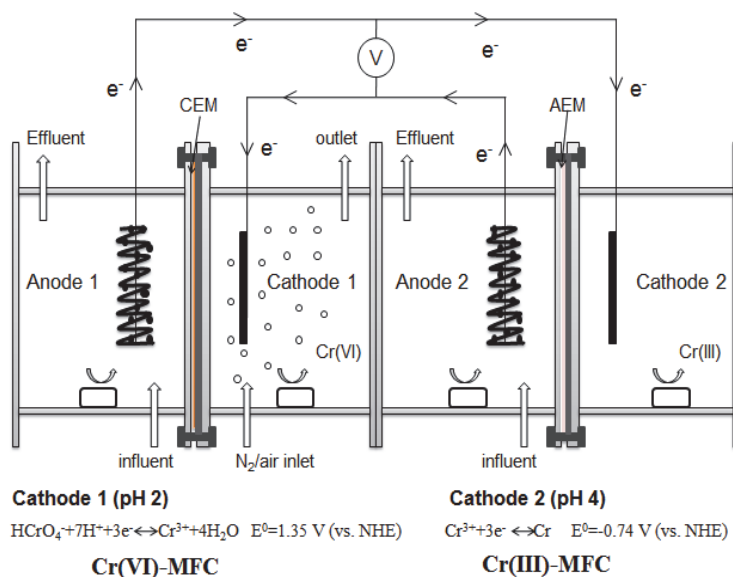 e⁻
e⁻
V
e⁻
e⁻
CEM
AEM
Effluent
e⁻
outlet
Effluent
e⁻
Anode 1
Cathode 1
Anode 2
Cathode 2
Cr(VI)
Cr(III)
influent
N₂/air inlet
influent
Cathode 1 (pH 2)
Cathode 2 (pH 4)
HCrO₄⁻+7H⁺+3e⁻↔Cr³⁺+4H₂O E⁰=1.35 V (vs. NHE)
Cr³⁺+3e⁻ ↔Cr E⁰=-0.74 V (vs. NHE)
Cr(VI)-MFC
Cr(III)-MFC